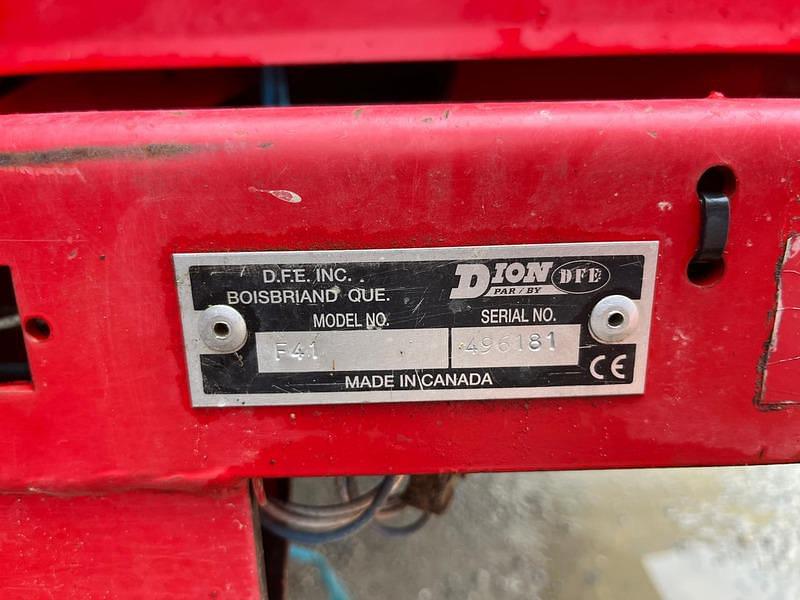 D.F.E. INC.
BOISBRIAND QUE.
DION DFE
PAR / BY
MODEL NO.
SERIAL NO.
F41
496181
CE
MADE IN CANADA